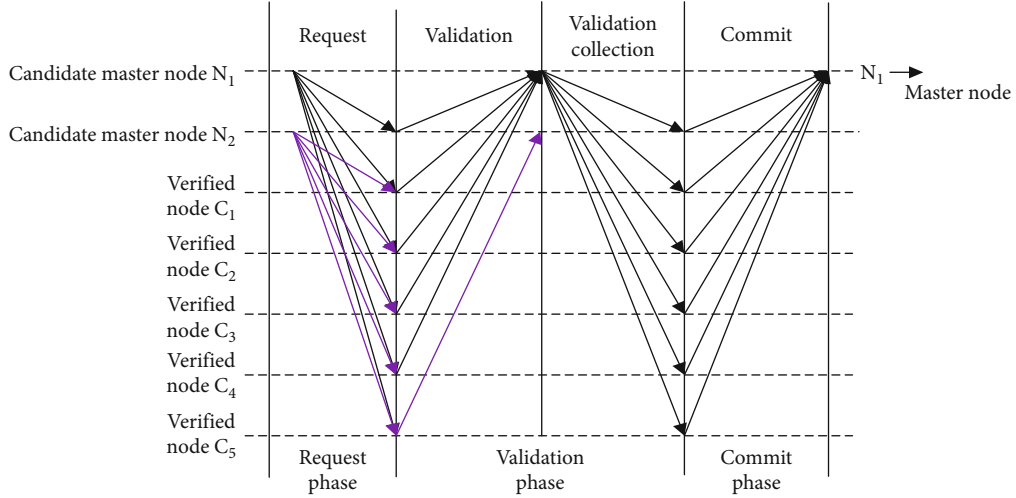 Request
Validation
Validation
collection
Commit
Candidate master node N₁
N₁
Master node
Candidate master node N₂
Verified
node C₁
Verified
node C₂
Verified
node C₃
Verified
node C₄
Verified
node C₅
Request
phase
Validation
phase
Commit
phase